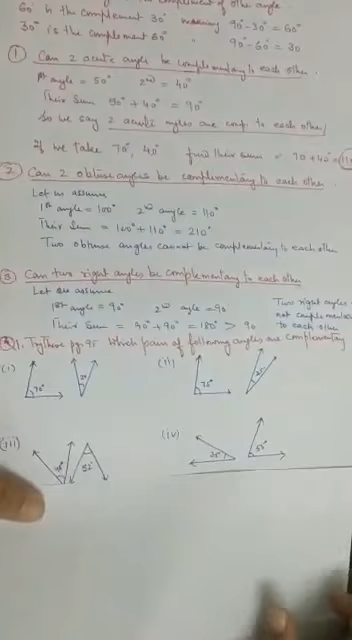 complement of other angle
60° is the complement 30° meaning 90°-30° = 60°
30° is the complement 60° " 90°-60° = 30
① Can 2 acute angle be complementary to each other.
1st angle = 50° 2nd = 40°
Their Sum 50° + 40° = 90°
So we say 2 acute angles are comp. to each other
If we take 70°, 40° find their sum = 70+40=
② Can 2 obtuse angles be complementary to each other.
Let us assume
1st angle = 100° 2nd angle = 110°
Their Sum = 100°+110° = 210°
Two obtuse angles cannot be complementary to each other
③ Can two right angles be complementary to each other
Let us assume
1st angle = 90° 2nd angle = 90
Their Sum = 90°+90° = 180° > 90
Two right angles
not complementary
to each other
1. Try These pg. 95 Which pair of following angles are complementary
(i) 70° (ii) 75° 25°
(iii) 48° 52° (iv) 35° 55°